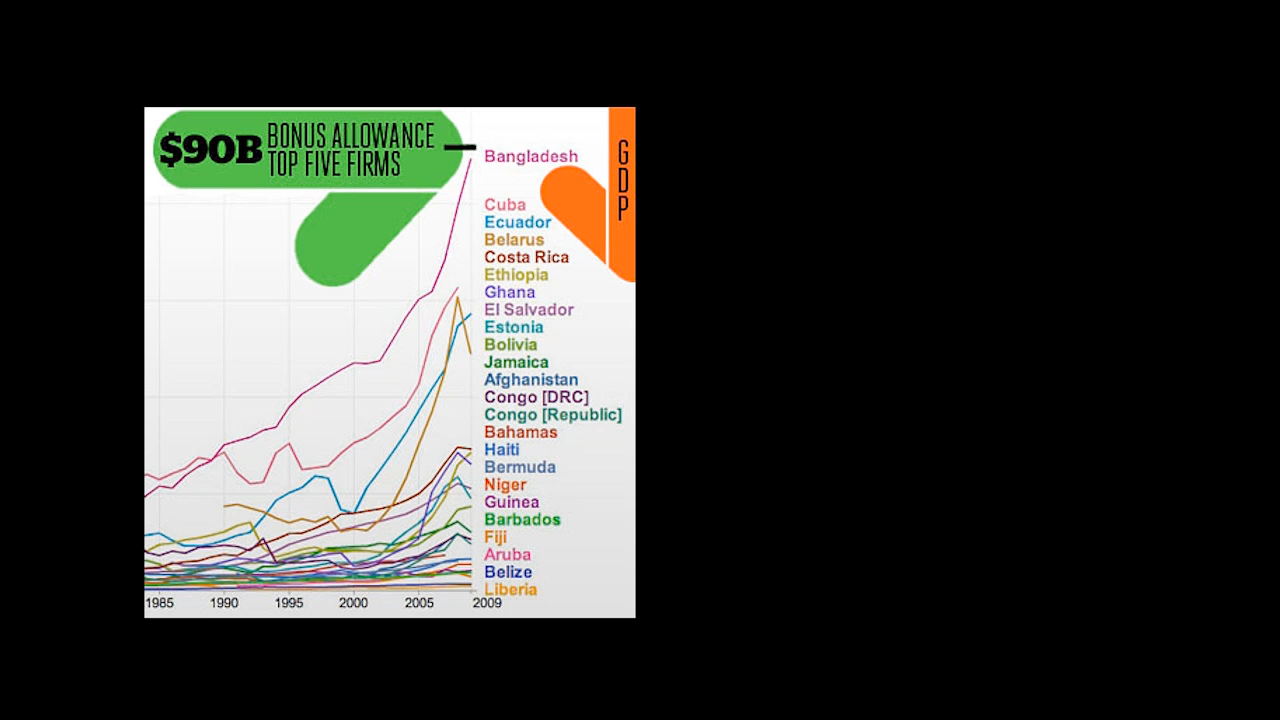 $90B
BONUS ALLOWANCE
TOP FIVE FIRMS
GDP
Bangladesh
Cuba
Ecuador
Belarus
Costa Rica
Ethiopia
Ghana
El Salvador
Estonia
Bolivia
Jamaica
Afghanistan
Congo [DRC]
Congo [Republic]
Bahamas
Haiti
Bermuda
Niger
Guinea
Barbados
Fiji
Aruba
Belize
Liberia
1985 1990 1995 2000 2005 2009